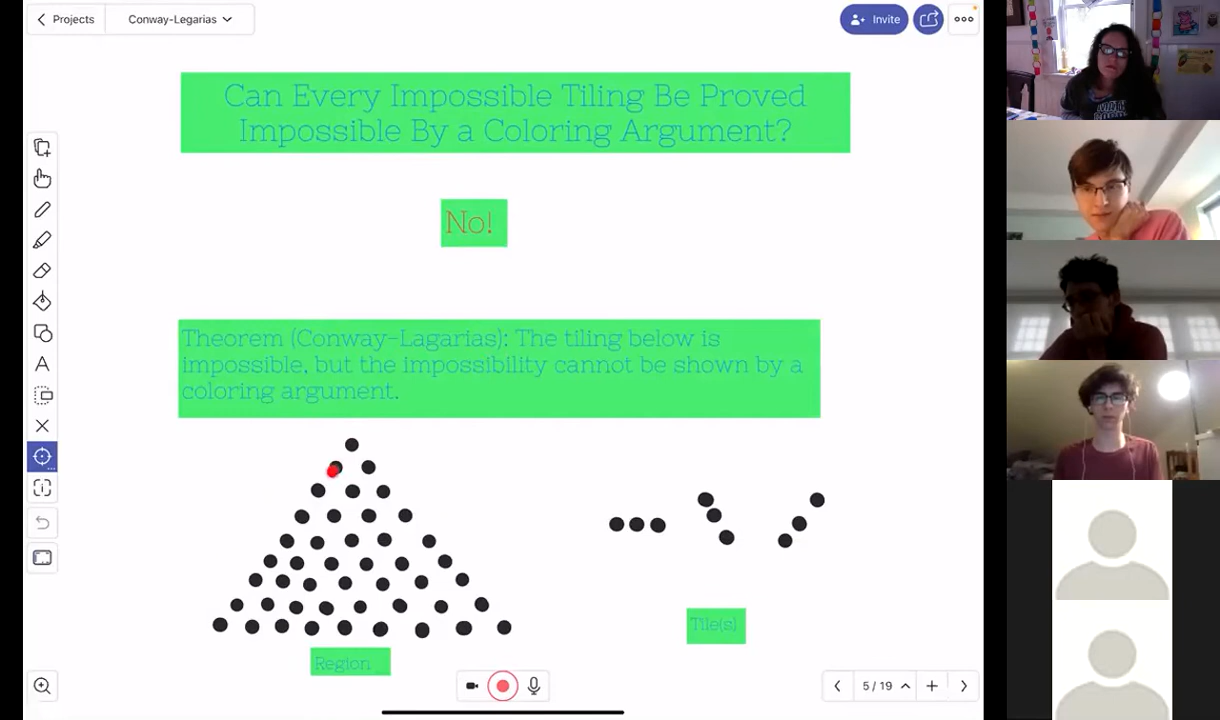 Projects
Conway-Legarias
Invite
Can Every Impossible Tiling Be Proved
Impossible By a Coloring Argument?
No!
Theorem (Conway-Lagarias): The tiling below is
impossible, but the impossibility cannot be shown by a
coloring argument.
A
Tile(s)
Region
5 / 19